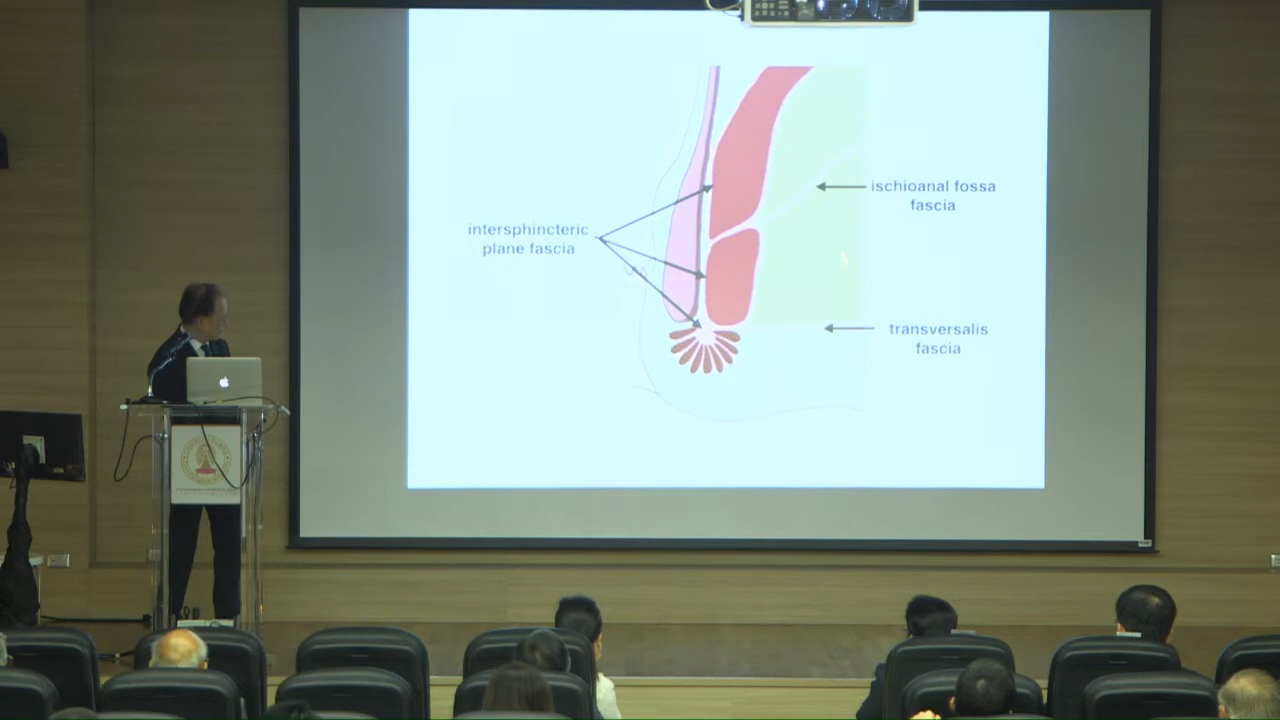 ischioanal fossa
fascia
intersphincteric
plane fascia
transversalis
fascia